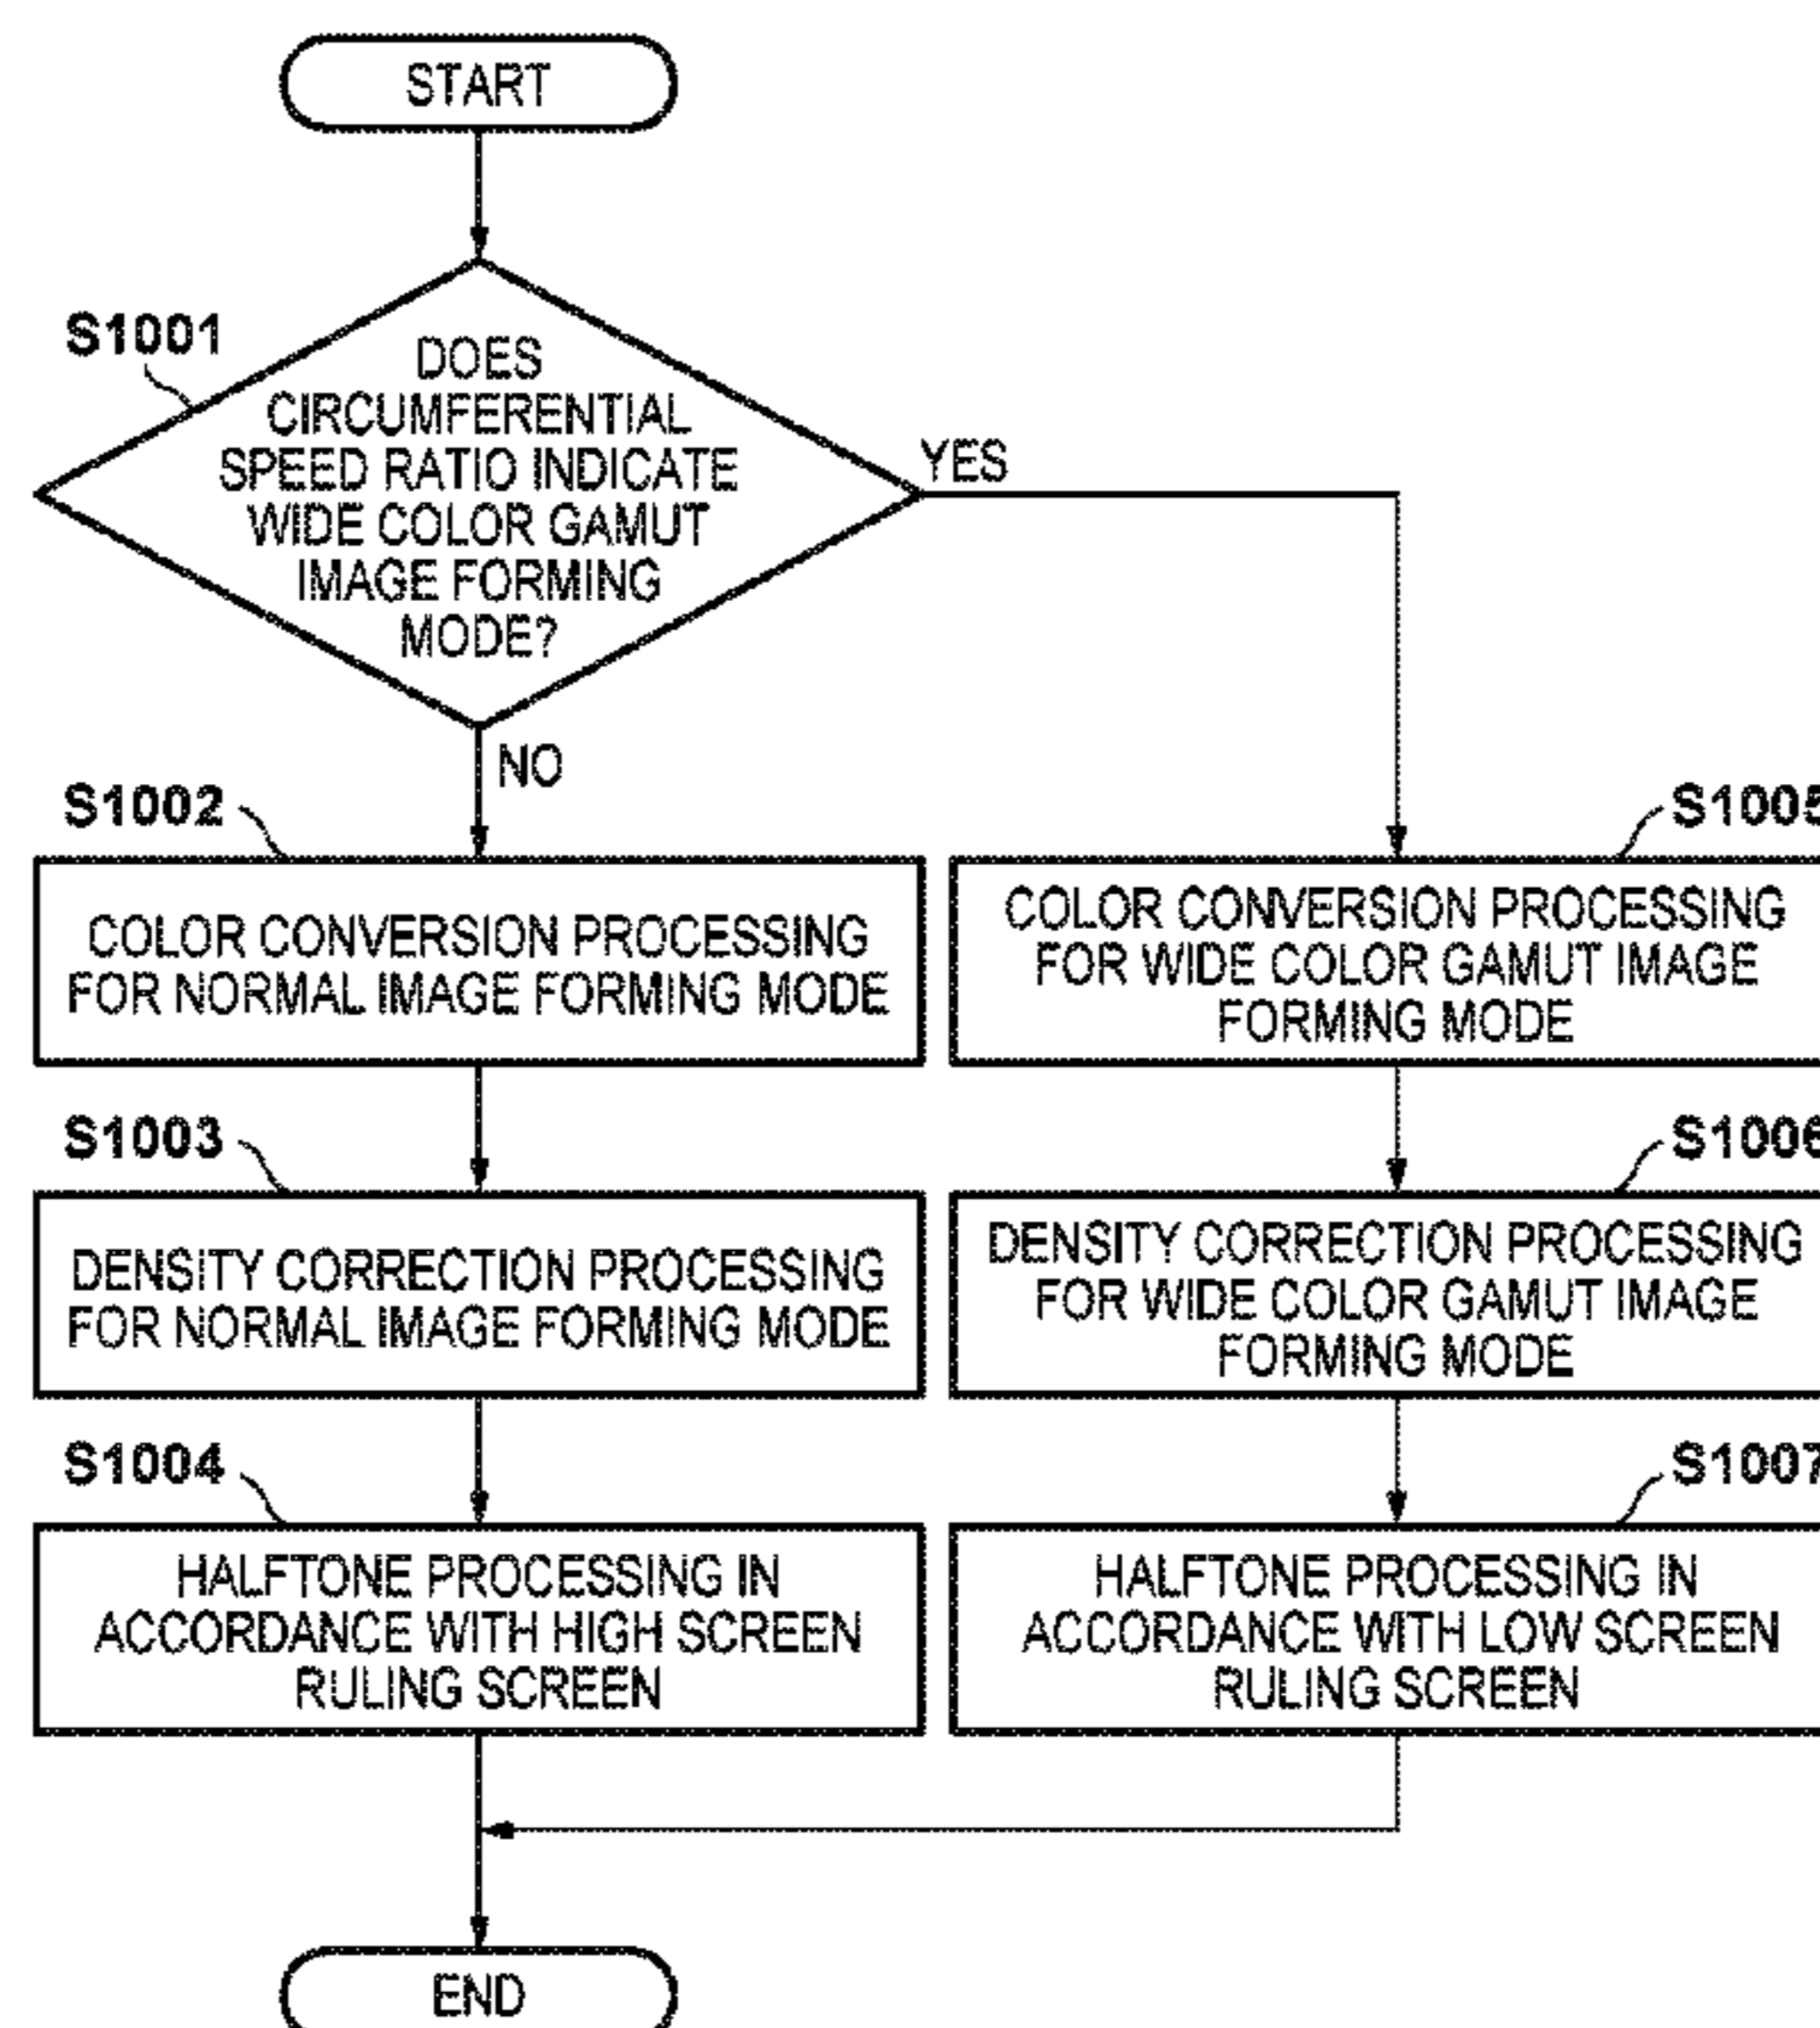 START
S1001
DOES
CIRCUMFERENTIAL
SPEED RATIO INDICATE
WIDE COLOR GAMUT
IMAGE FORMING
MODE?
YES
NO
S1002
COLOR CONVERSION PROCESSING
FOR NORMAL IMAGE FORMING MODE
S1005
COLOR CONVERSION PROCESSING
FOR WIDE COLOR GAMUT IMAGE
FORMING MODE
S1003
DENSITY CORRECTION PROCESSING
FOR NORMAL IMAGE FORMING MODE
S1006
DENSITY CORRECTION PROCESSING
FOR WIDE COLOR GAMUT IMAGE
FORMING MODE
S1004
HALFTONE PROCESSING IN
ACCORDANCE WITH HIGH SCREEN
RULING SCREEN
S1007
HALFTONE PROCESSING IN
ACCORDANCE WITH LOW SCREEN
RULING SCREEN
END